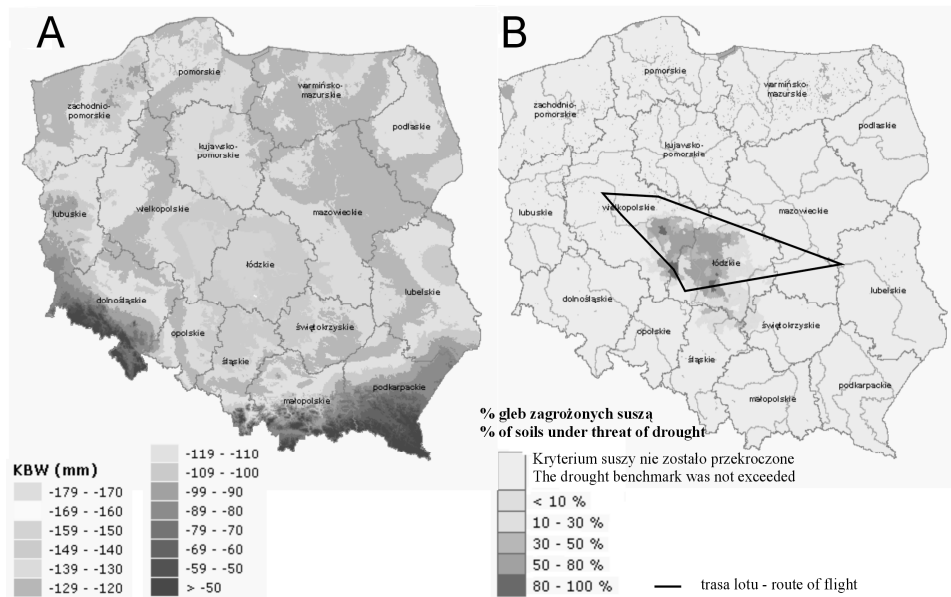 A
B
pomorskie
warmińsko-
mazurskie
zachodnio-
pomorskie
podlaskie
kujawsko-
pomorskie
lubuskie
wielkopolskie
mazowieckie
łódzkie
lubelskie
dolnośląskie
opolskie
świętokrzyskie
śląskie
małopolskie
podkarpackie
pomorskie
warmińsko-
mazurskie
zachodnio-
pomorskie
podlaskie
kujawsko-
pomorskie
lubuskie
wielkopolskie
mazowieckie
łódzkie
lubelskie
dolnośląskie
opolskie
świętokrzyskie
śląskie
małopolskie
podkarpackie
KBW (mm)
-179 - -170
-169 - -160
-159 - -150
-149 - -140
-139 - -130
-129 - -120
-119 - -110
-109 - -100
-99 - -90
-89 - -80
-79 - -70
-69 - -60
-59 - -50
> -50
% gleb zagrożonych suszą
% of soils under threat of drought
Kryterium suszy nie zostało przekroczone
The drought benchmark was not exceeded
< 10 %
10 - 30 %
30 - 50 %
50 - 80 %
80 - 100 %
trasa lotu - route of flight